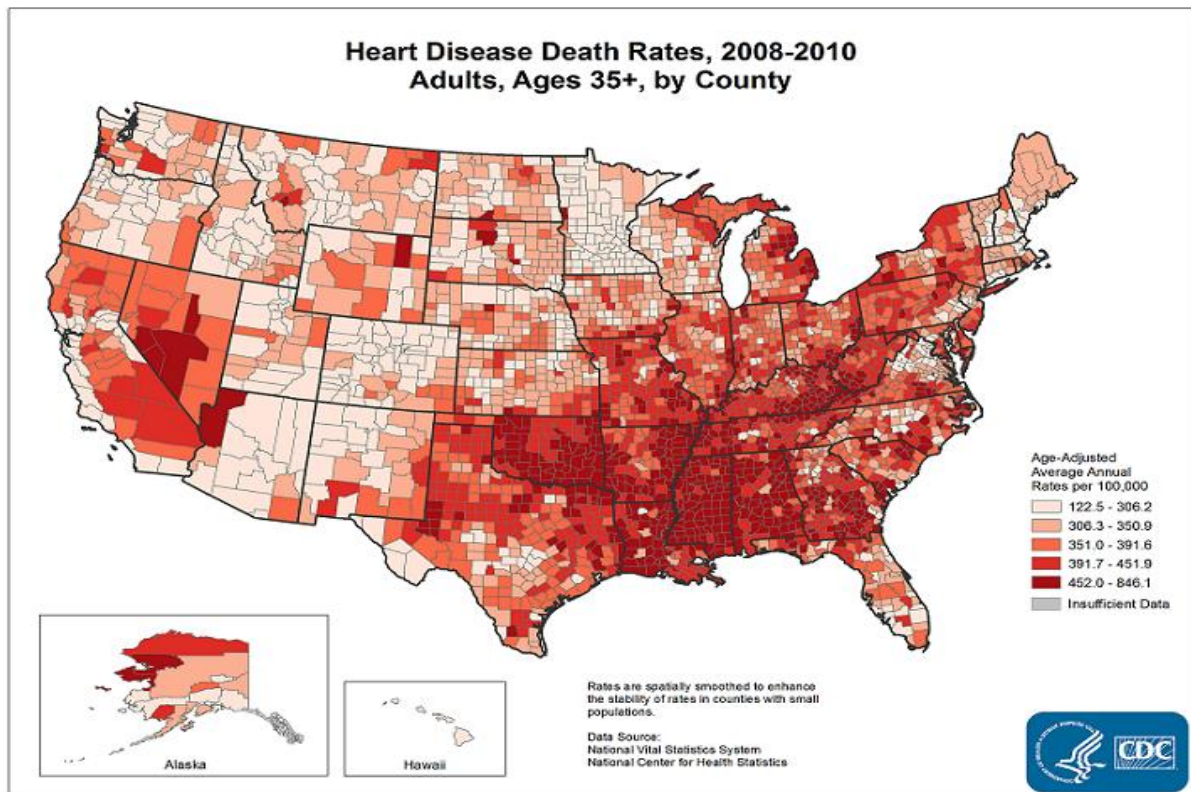 Heart Disease Death Rates, 2008-2010
Adults, Ages 35+, by County
Age-Adjusted
Average Annual
Rates per 100,000
122.5 - 306.2
306.3 - 350.9
351.0 - 391.6
391.7 - 451.9
452.0 - 846.1
Insufficient Data
Alaska
Hawaii
Rates are spatially smoothed to enhance
the stability of rates in counties with small
populations.
Data Source:
National Vital Statistics System
National Center for Health Statistics
CDC